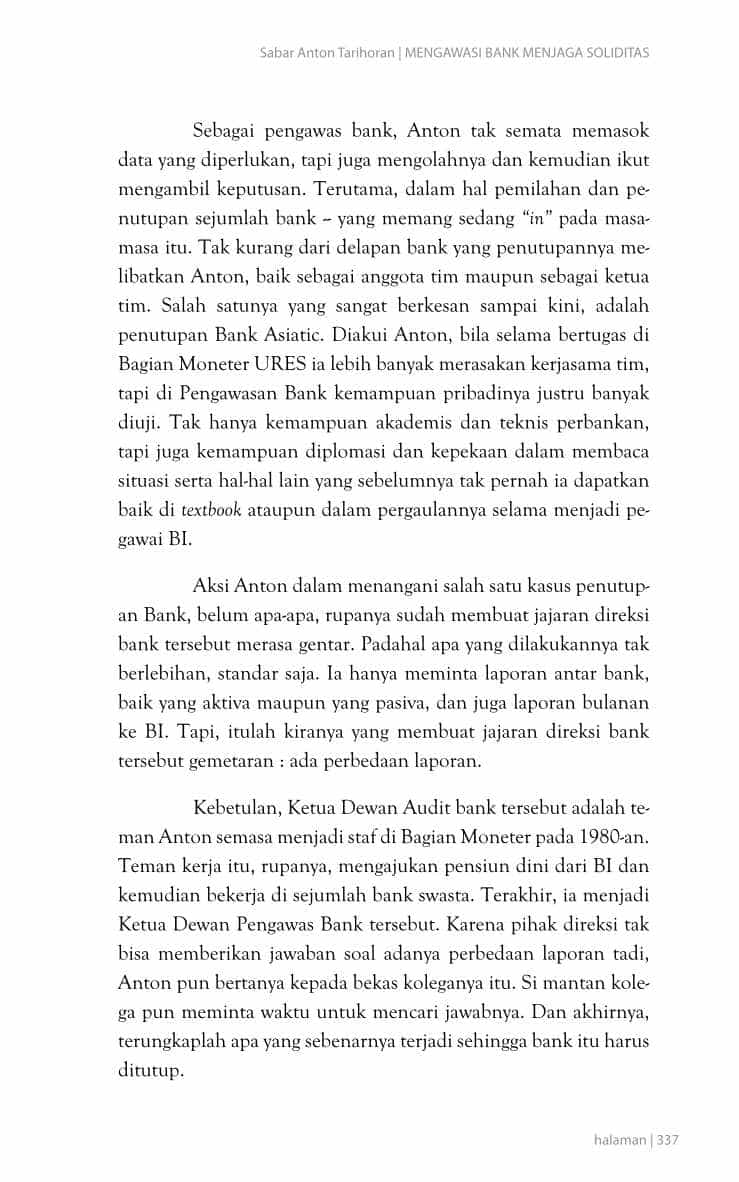 Sabar Anton Tarihoran | MENGAWASI BANK MENJAGA SOLIDITAS
Sebagai pengawas bank, Anton tak semata memasok
data yang diperlukan, tapi juga mengolahnya dan kemudian ikut
mengambil keputusan. Terutama, dalam hal pemilahan dan pe-
nutupan sejumlah bank – yang memang sedang “in” pada masa-
masa itu. Tak kurang dari delapan bank yang penutupannya me-
libatkan Anton, baik sebagai anggota tim maupun sebagai ketua
tim. Salah satunya yang sangat berkesan sampai kini, adalah
penutupan Bank Asiatic. Diakui Anton, bila selama bertugas di
Bagian Moneter URES ia lebih banyak merasakan kerjasama tim,
tapi di Pengawasan Bank kemampuan pribadinya justru banyak
diuji. Tak hanya kemampuan akademis dan teknis perbankan,
tapi juga kemampuan diplomasi dan kepekaan dalam membaca
situasi serta hal-hal lain yang sebelumnya tak pernah ia dapatkan
baik di textbook ataupun dalam pergaulannya selama menjadi pe-
gawai BI.
Aksi Anton dalam menangani salah satu kasus penutup-
an Bank, belum apa-apa, rupanya sudah membuat jajaran direksi
bank tersebut merasa gentar. Padahal apa yang dilakukannya tak
berlebihan, standar saja. Ia hanya meminta laporan antar bank,
baik yang aktiva maupun yang pasiva, dan juga laporan bulanan
ke BI. Tapi, itulah kiranya yang membuat jajaran direksi bank
tersebut gemetaran : ada perbedaan laporan.
Kebetulan, Ketua Dewan Audit bank tersebut adalah te-
man Anton semasa menjadi staf di Bagian Moneter pada 1980-an.
Teman kerja itu, rupanya, mengajukan pensiun dini dari BI dan
kemudian bekerja di sejumlah bank swasta. Terakhir, ia menjadi
Ketua Dewan Pengawas Bank tersebut. Karena pihak direksi tak
bisa memberikan jawaban soal adanya perbedaan laporan tadi,
Anton pun bertanya kepada bekas koleganya itu. Si mantan kole-
ga pun meminta waktu untuk mencari jawabnya. Dan akhirnya,
terungkaplah apa yang sebenarnya terjadi sehingga bank itu harus
ditutup.
halaman | 337